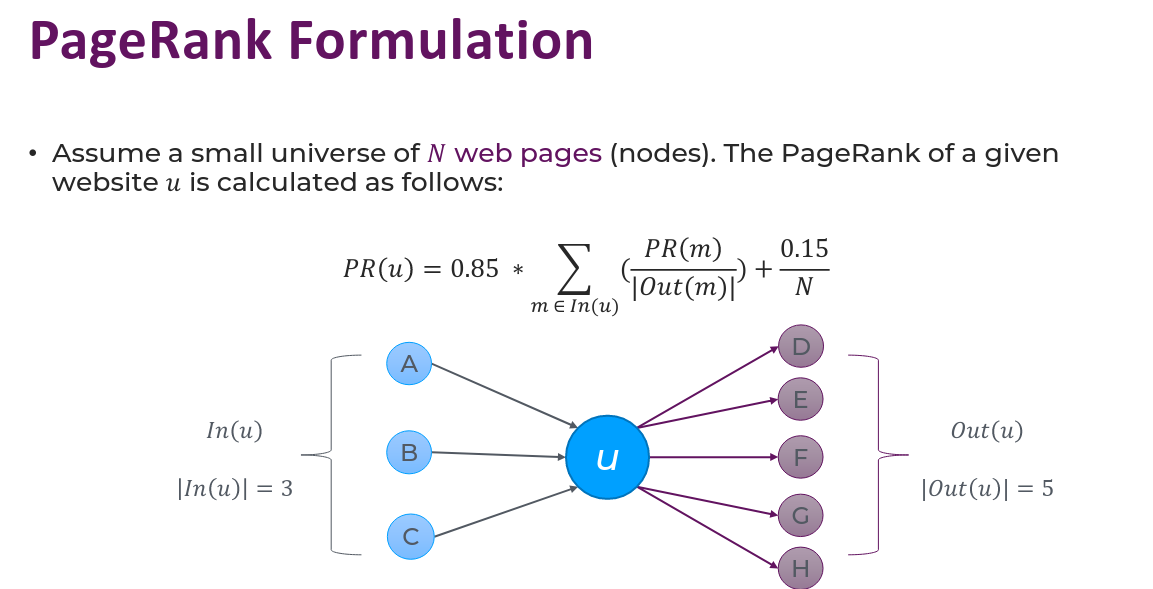 PageRank Formulation
• Assume a small universe of N web pages (nodes). The PageRank of a given
website u is calculated as follows:
PR(u) = 0.85 * ∑ m ∈ In(u) (PR(m) / |Out(m)|) + 0.15 / N
A
B
C
In(u)
|In(u)| = 3
u
D
E
F
G
H
Out(u)
|Out(u)| = 5